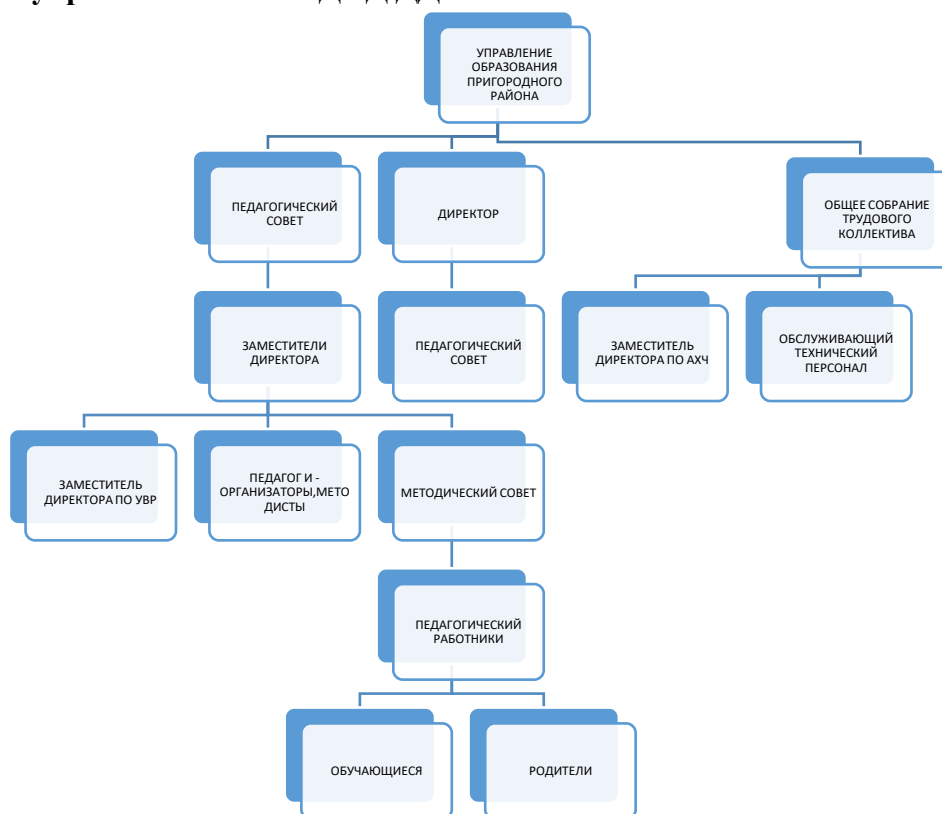 УПРАВЛЕНИЕ
ОБРАЗОВАНИЯ
ПРИГОРОДНОГО
РАЙОНА
ПЕДАГОГИЧЕСКИЙ
СОВЕТ
ДИРЕКТОР
ОБЩЕЕ СОБРАНИЕ
ТРУДОВОГО
КОЛЛЕКТИВА
ЗАМЕСТИТЕЛИ
ДИРЕКТОРА
ПЕДАГОГИЧЕСКИЙ
СОВЕТ
ЗАМЕСТИТЕЛЬ
ДИРЕКТОРА ПО АХЧ
ОБСЛУЖИВАЮЩИЙ
ТЕХНИЧЕСКИЙ
ПЕРСОНАЛ
ЗАМЕСТИТЕЛЬ
ДИРЕКТОРА ПО УВР
ПЕДАГОГ И -
ОРГАНИЗАТОРЫ,МЕТО
ДИСТЫ
МЕТОДИЧЕСКИЙ СОВЕТ
ПЕДАГОГИЧЕСКИЙ
РАБОТНИКИ
ОБУЧАЮЩИЕСЯ
РОДИТЕЛИ